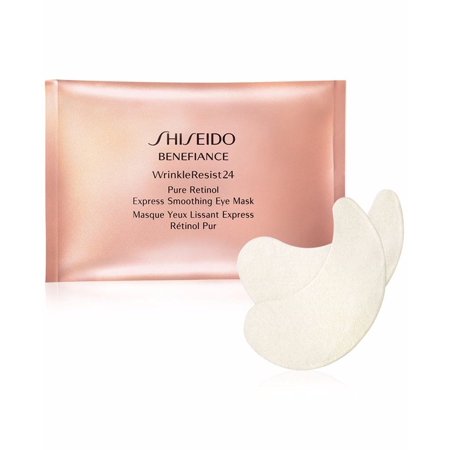 SHISEIDO
BENEFIANCE
WrinkleResist24
Pure Retinol
Express Smoothing Eye Mask
Masque Yeux Lissant Express
Rétinol Pur